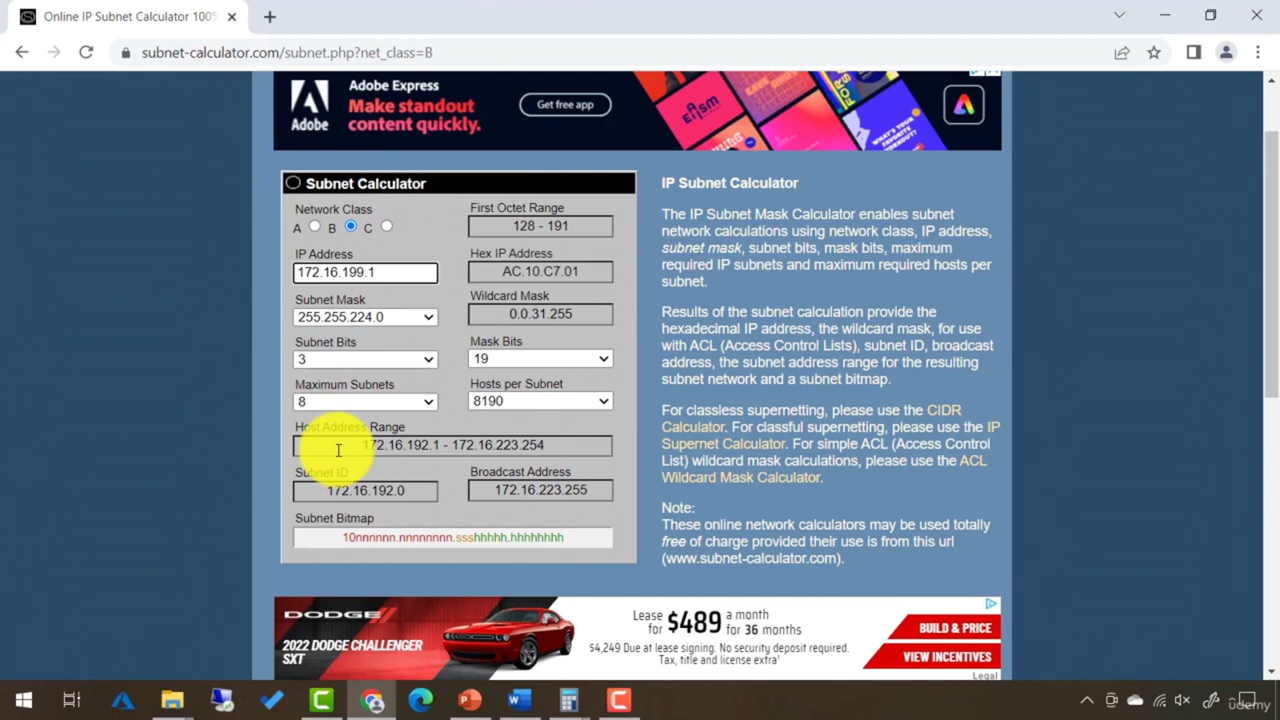 Online IP Subnet Calculator 100%
subnet-calculator.com/subnet.php?net_class=B
Adobe
Adobe Express
Make standout
content quickly.
Get free app
Subnet Calculator
Network Class
A B C
First Octet Range
128 - 191
IP Address
172.16.199.1
Hex IP Address
AC.10.C7.01
Subnet Mask
255.255.224.0
Wildcard Mask
0.0.31.255
Subnet Bits
3
Mask Bits
19
Maximum Subnets
8
Hosts per Subnet
8190
Host Address Range
172.16.192.1 - 172.16.223.254
Subnet ID
172.16.192.0
Broadcast Address
172.16.223.255
Subnet Bitmap
10nnnnnn.nnnnnnnn.ssshhhhh.hhhhhhhh
IP Subnet Calculator
The IP Subnet Mask Calculator enables subnet
network calculations using network class, IP address,
subnet mask, subnet bits, mask bits, maximum
required IP subnets and maximum required hosts per
subnet.
Results of the subnet calculation provide the
hexadecimal IP address, the wildcard mask, for use
with ACL (Access Control Lists), subnet ID, broadcast
address, the subnet address range for the resulting
subnet network and a subnet bitmap.
For classless supernetting, please use the CIDR
Calculator. For classful supernetting, please use the IP
Supernet Calculator. For simple ACL (Access Control
List) wildcard mask calculations, please use the ACL
Wildcard Mask Calculator.
Note:
These online network calculators may be used totally
free of charge provided their use is from this url
(www.subnet-calculator.com).
DODGE
2022 DODGE CHALLENGER
SXT
Lease for $489 a month for 36 months
$4,249 Due at lease signing. No security deposit required.
Tax, title and license extra¹
BUILD & PRICE
VIEW INCENTIVES
Legal
udemy